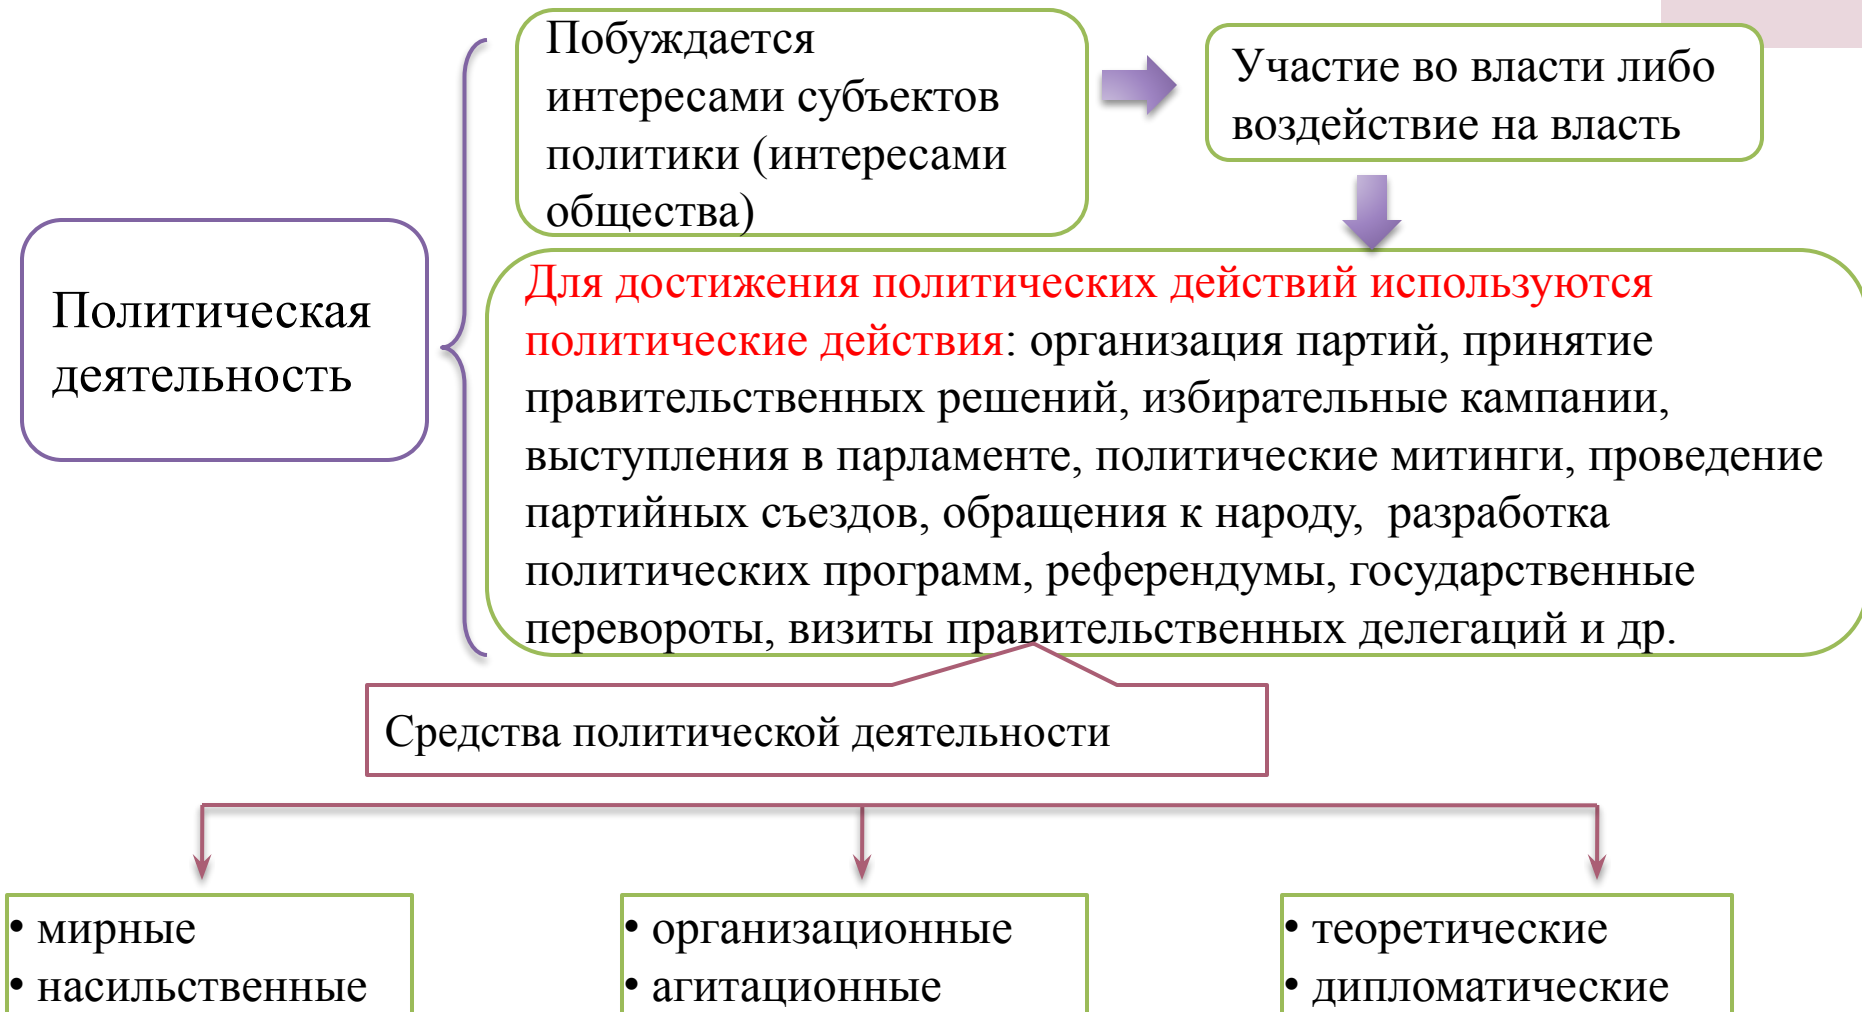 Побуждается
интересами субъектов
политики (интересами
общества)
Участие во власти либо
воздействие на власть
Политическая
деятельность
Для достижения политических действий используются
политические действия: организация партий, принятие
правительственных решений, избирательные кампании,
выступления в парламенте, политические митинги, проведение
партийных съездов, обращения к народу,  разработка
политических программ, референдумы, государственные
перевороты, визиты правительственных делегаций и др.
Средства политической деятельности
• мирные
• насильственные
• организационные
• агитационные
• теоретические
• дипломатические